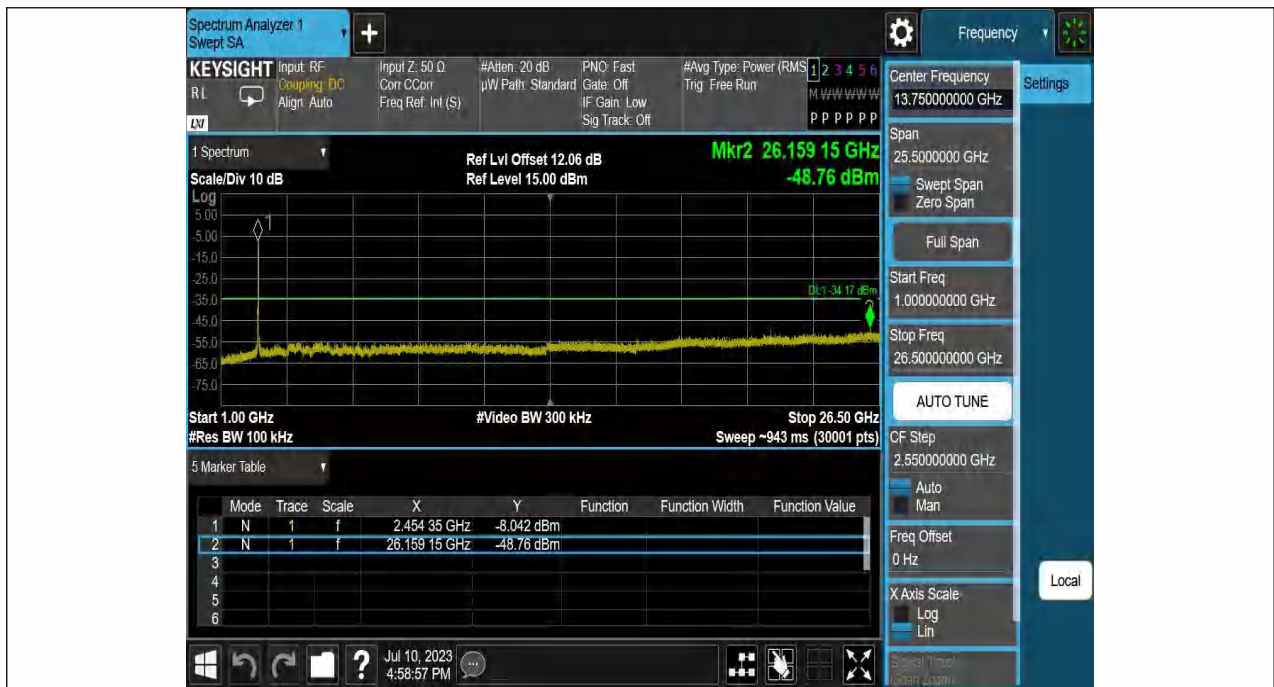 Spectrum Analyzer 1
Swept SA
+
Frequency
KEYSIGHT
RL
LXI
Input: RF
Coupling: DC
Align: Auto
Input Z: 50 Ω
Corr CCorr
Freq Ref: Int (S)
#Atten: 20 dB
µW Path: Standard
PNO: Fast
Gate: Off
IF Gain: Low
Sig Track: Off
#Avg Type: Power (RMS
Trig: Free Run
1 2 3 4 5 6
M W W W W W
P P P P P P
Center Frequency
13.750000000 GHz
Settings
Span
25.5000000 GHz
Swept Span
Zero Span
Full Span
Start Freq
1.000000000 GHz
Stop Freq
26.500000000 GHz
AUTO TUNE
CF Step
2.550000000 GHz
Auto
Man
Freq Offset
0 Hz
X Axis Scale
Log
Lin
Signal Track
(Span Zoom)
Local
1 Spectrum
Scale/Div 10 dB
Ref Lvl Offset 12.06 dB
Ref Level 15.00 dBm
Mkr2 26.159 15 GHz
-48.76 dBm
Log
5.00
-5.00
-15.0
-25.0
-35.0
-45.0
-55.0
-65.0
-75.0
1
DL1 -34.17 dBm
2
Start 1.00 GHz
#Res BW 100 kHz
#Video BW 300 kHz
Stop 26.50 GHz
Sweep ~943 ms (30001 pts)
5 Marker Table
Mode Trace Scale X Y Function Function Width Function Value
1 N 1 f 2.454 35 GHz -8.042 dBm
2 N 1 f 26.159 15 GHz -48.76 dBm
3
4
5
6
?
Jul 10, 2023
4:58:57 PM